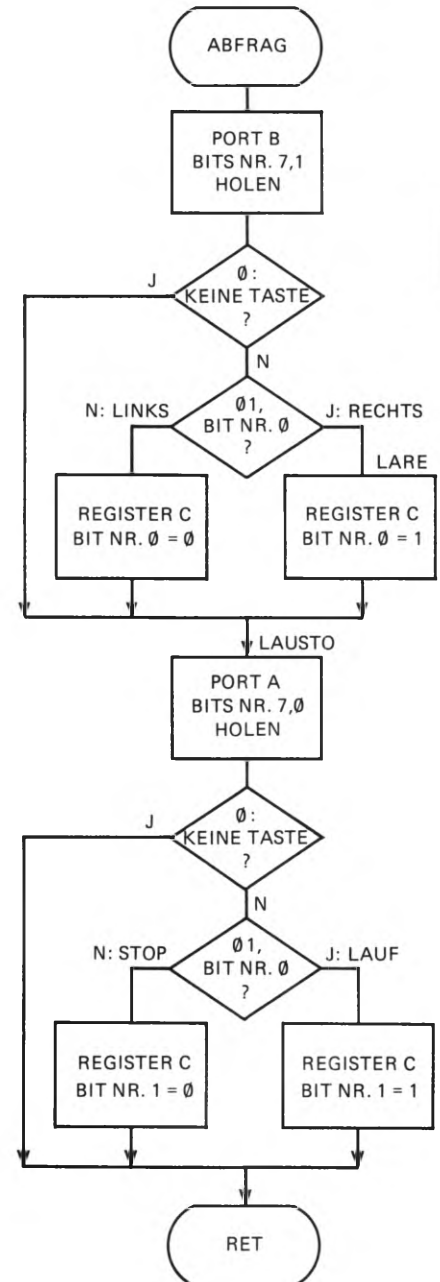 ABFRAG
PORT B
BITS NR. 7,1
HOLEN
J
Ø:
KEINE TASTE
?
N
N: LINKS
Ø1,
BIT NR. Ø
?
J: RECHTS
LARE
REGISTER C
BIT NR. Ø = Ø
REGISTER C
BIT NR. Ø = 1
LAUSTO
PORT A
BITS NR. 7,Ø
HOLEN
J
Ø:
KEINE TASTE
?
N
N: STOP
Ø1,
BIT NR. Ø
?
J: LAUF
REGISTER C
BIT NR. 1 = Ø
REGISTER C
BIT NR. 1 = 1
RET